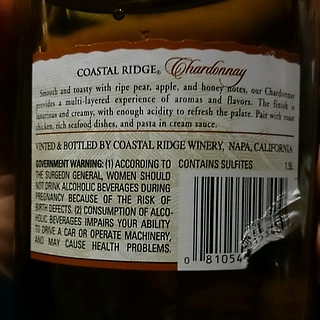 COASTAL RIDGE® Chardonnay
Smooth and toasty with ripe pear, apple, and honey notes, our Chardonnay
provides a multi-layered experience of aromas and flavors. The finish is
luxurious and creamy, with enough acidity to refresh the palate. Pair with roast
chicken, rich seafood dishes, and pasta in cream sauce.
VINTED & BOTTLED BY COASTAL RIDGE WINERY, NAPA, CALIFORNIA
GOVERNMENT WARNING: (1) ACCORDING TO
THE SURGEON GENERAL, WOMEN SHOULD
NOT DRINK ALCOHOLIC BEVERAGES DURING
PREGNANCY BECAUSE OF THE RISK OF
BIRTH DEFECTS. (2) CONSUMPTION OF ALCO-
HOLIC BEVERAGES IMPAIRS YOUR ABILITY
TO DRIVE A CAR OR OPERATE MACHINERY,
AND MAY CAUSE HEALTH PROBLEMS.
CONTAINS SULFITES 1.5L
0 81054